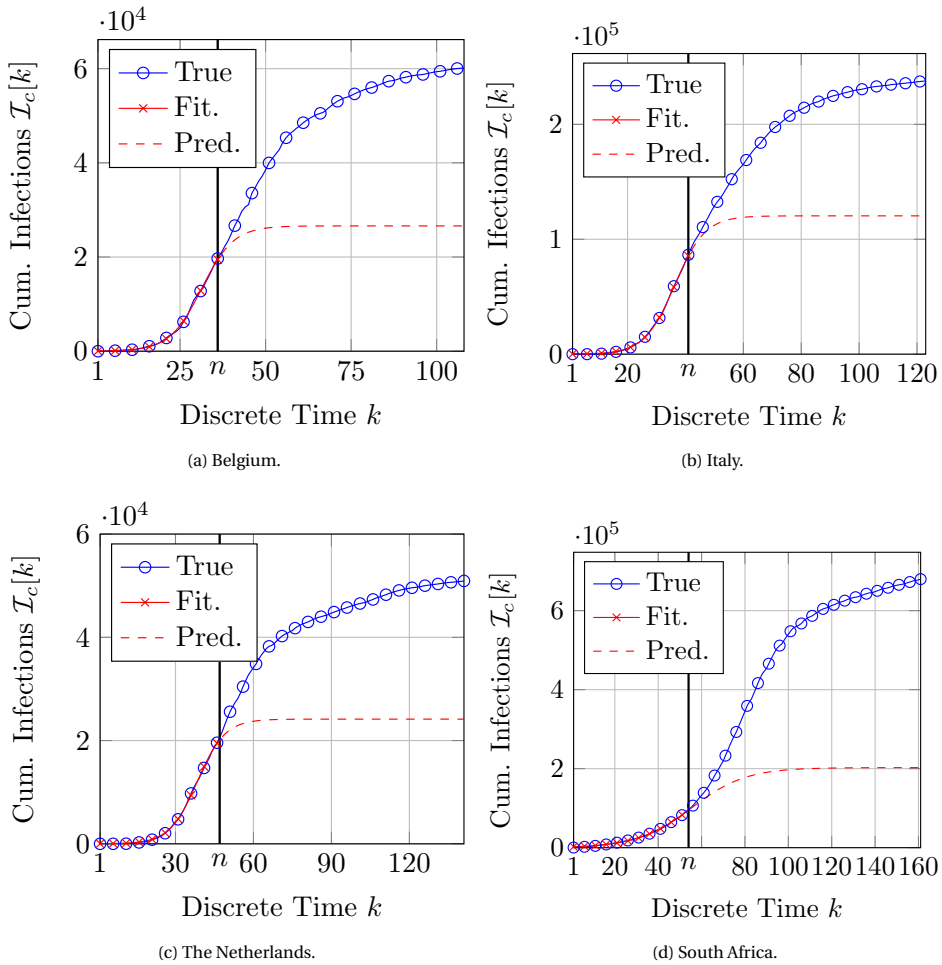 ·10^4
6
4
2
0
Cum. Infections I_c[k]
True
Fit.
Pred.
1 25 n 50 75 100
Discrete Time k
(a) Belgium.
·10^5
2
1
0
Cum. Ifections I_c[k]
True
Fit.
Pred.
1 20 n 60 80 100 120
Discrete Time k
(b) Italy.
·10^4
6
4
2
0
Cum. Infections I_c[k]
True
Fit.
Pred.
1 30 n 60 90 120
Discrete Time k
(c) The Netherlands.
·10^5
6
4
2
0
Cum. Infections I_c[k]
True
Fit.
Pred.
1 20 40 n 60 80 100 120 140 160
Discrete Time k
(d) South Africa.